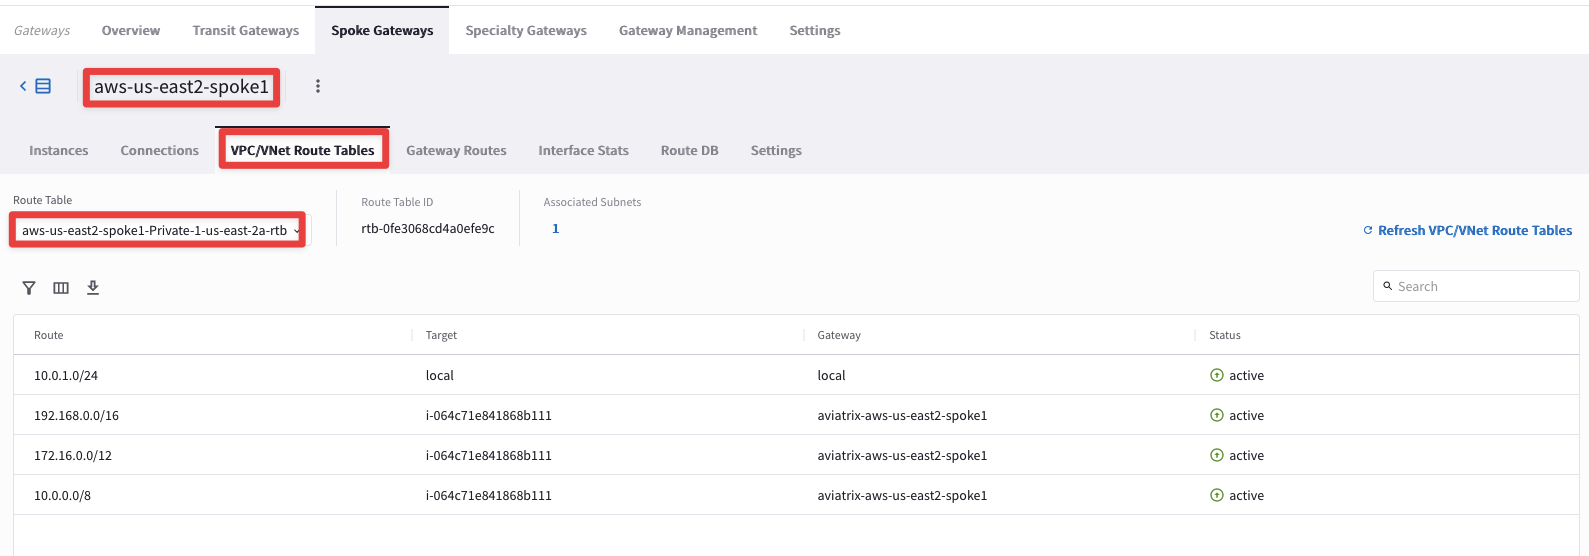 Gateways Overview Transit Gateways Spoke Gateways Specialty Gateways Gateway Management Settings
aws-us-east2-spoke1
Instances Connections VPC/VNet Route Tables Gateway Routes Interface Stats Route DB Settings
Route Table Route Table ID Associated Subnets
aws-us-east2-spoke1-Private-1-us-east-2a-rtb rtb-0fe3068cd4a0efe9c 1 Refresh VPC/VNet Route Tables
Search
Route Target Gateway Status
10.0.1.0/24 local local active
192.168.0.0/16 i-064c71e841868b111 aviatrix-aws-us-east2-spoke1 active
172.16.0.0/12 i-064c71e841868b111 aviatrix-aws-us-east2-spoke1 active
10.0.0.0/8 i-064c71e841868b111 aviatrix-aws-us-east2-spoke1 active